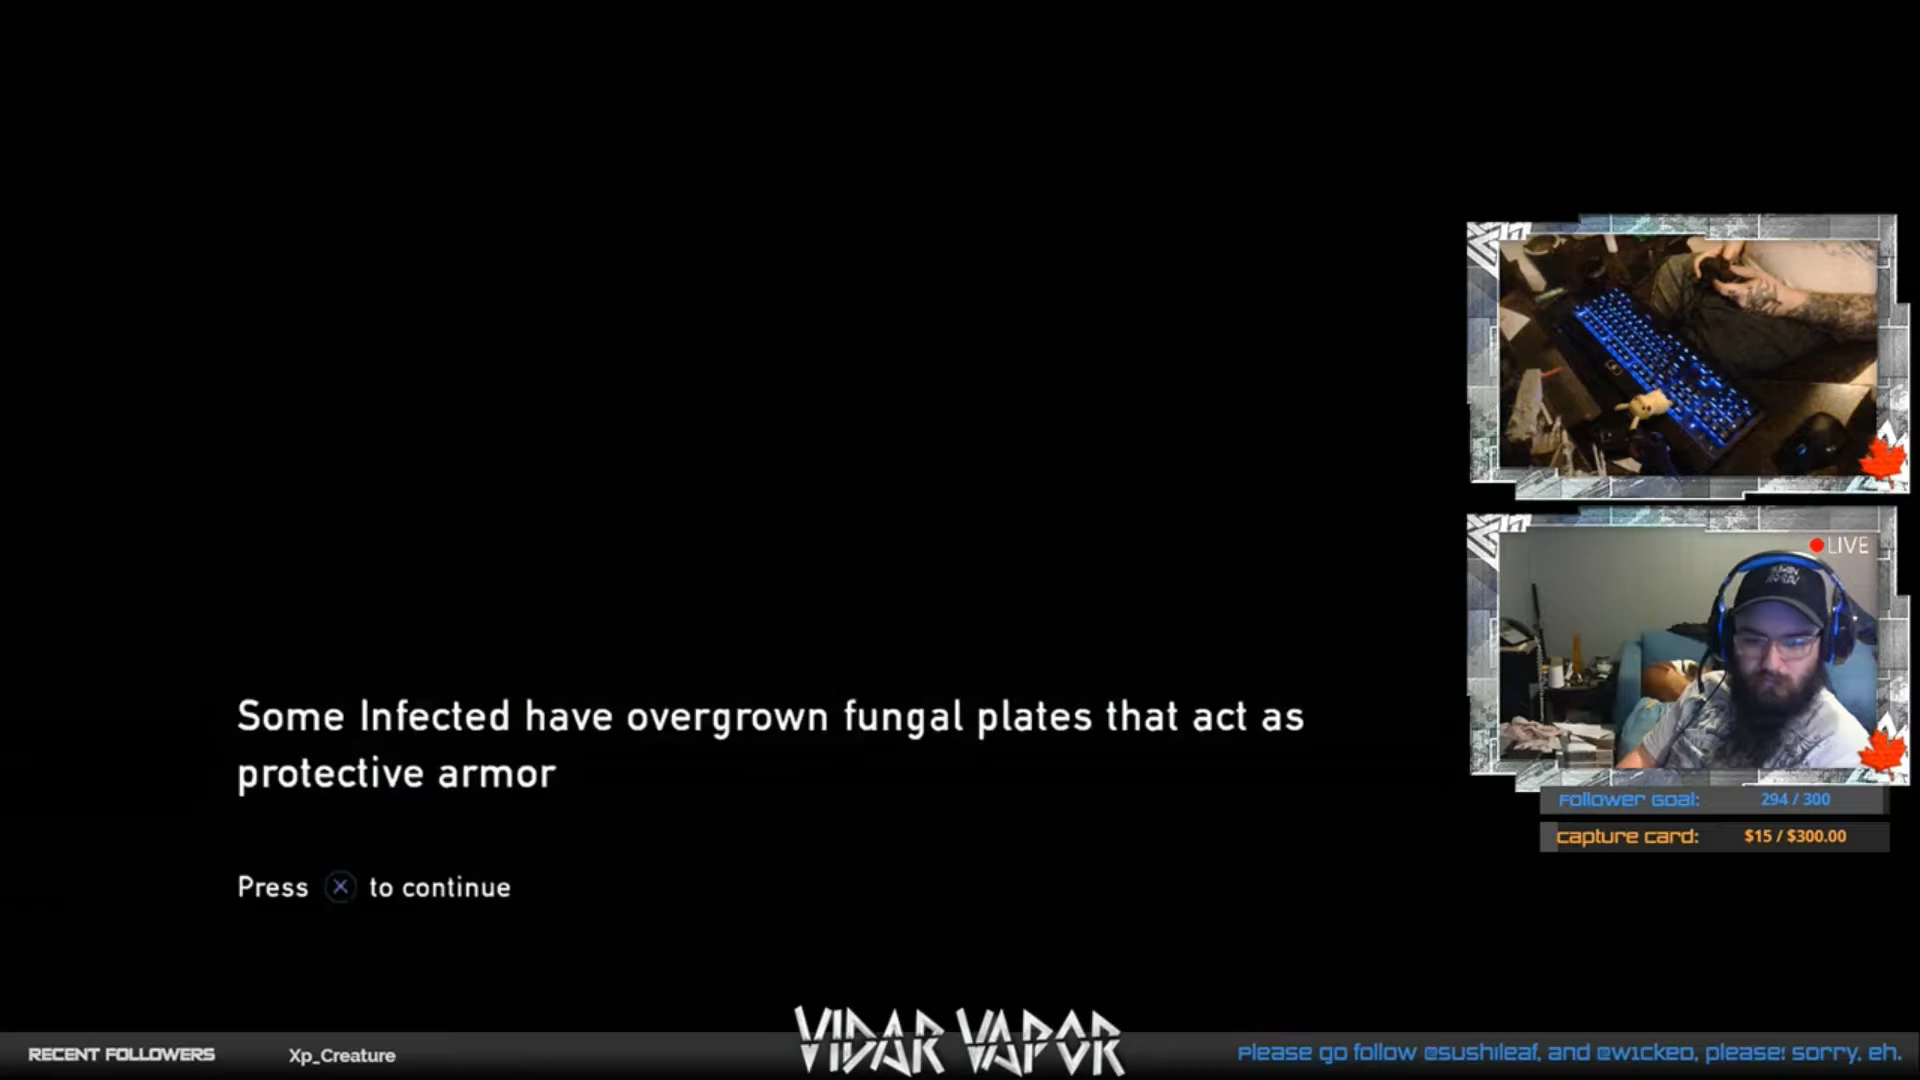 LIVE
Some Infected have overgrown fungal plates that act as
protective armor
Follower Goal: 294 / 300
capture card: $15 / $300.00
Press to continue
VIDAR VAPOR
RECENT FOLLOWERS Xp_Creature
Please go follow @sushileaf, and @w1cked, please! sorry, eh.